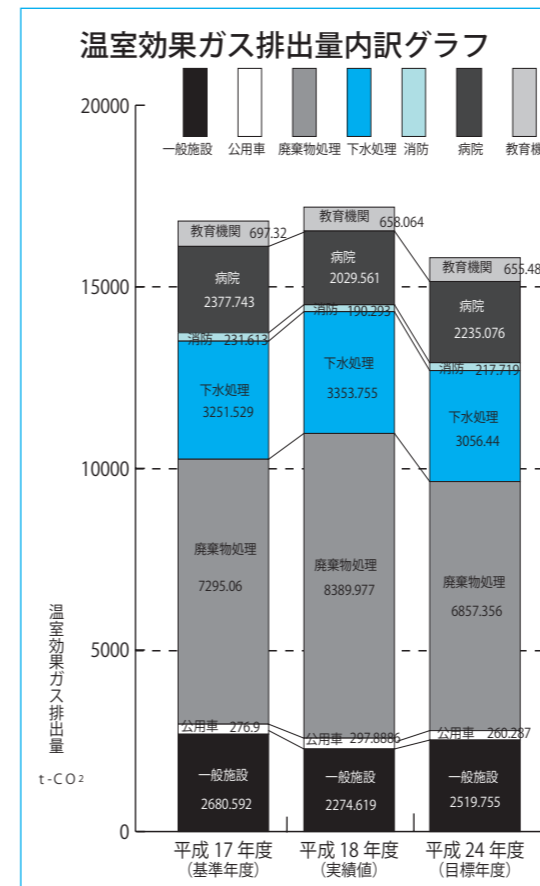 温室効果ガス排出量内訳グラフ
一般施設 公用車 廃棄物処理 下水処理 消防 病院 教育機
20000
15000
10000
5000
0
温室効果ガス排出量
t-CO2
教育機関 697.32
病院
2377.743
消防 231.613
下水処理
3251.529
廃棄物処理
7295.06
公用車 276.9
一般施設
2680.592
教育機関 658.064
病院
2029.561
消防 190.293
下水処理
3353.755
廃棄物処理
8389.977
公用車 297.8886
一般施設
2274.619
教育機関 655.48
病院
2235.076
消防 217.719
下水処理
3056.44
廃棄物処理
6857.356
公用車 260.287
一般施設
2519.755
平成 17 年度
(基準年度)
平成 18 年度
(実績値)
平成 24 年度
(目標年度)